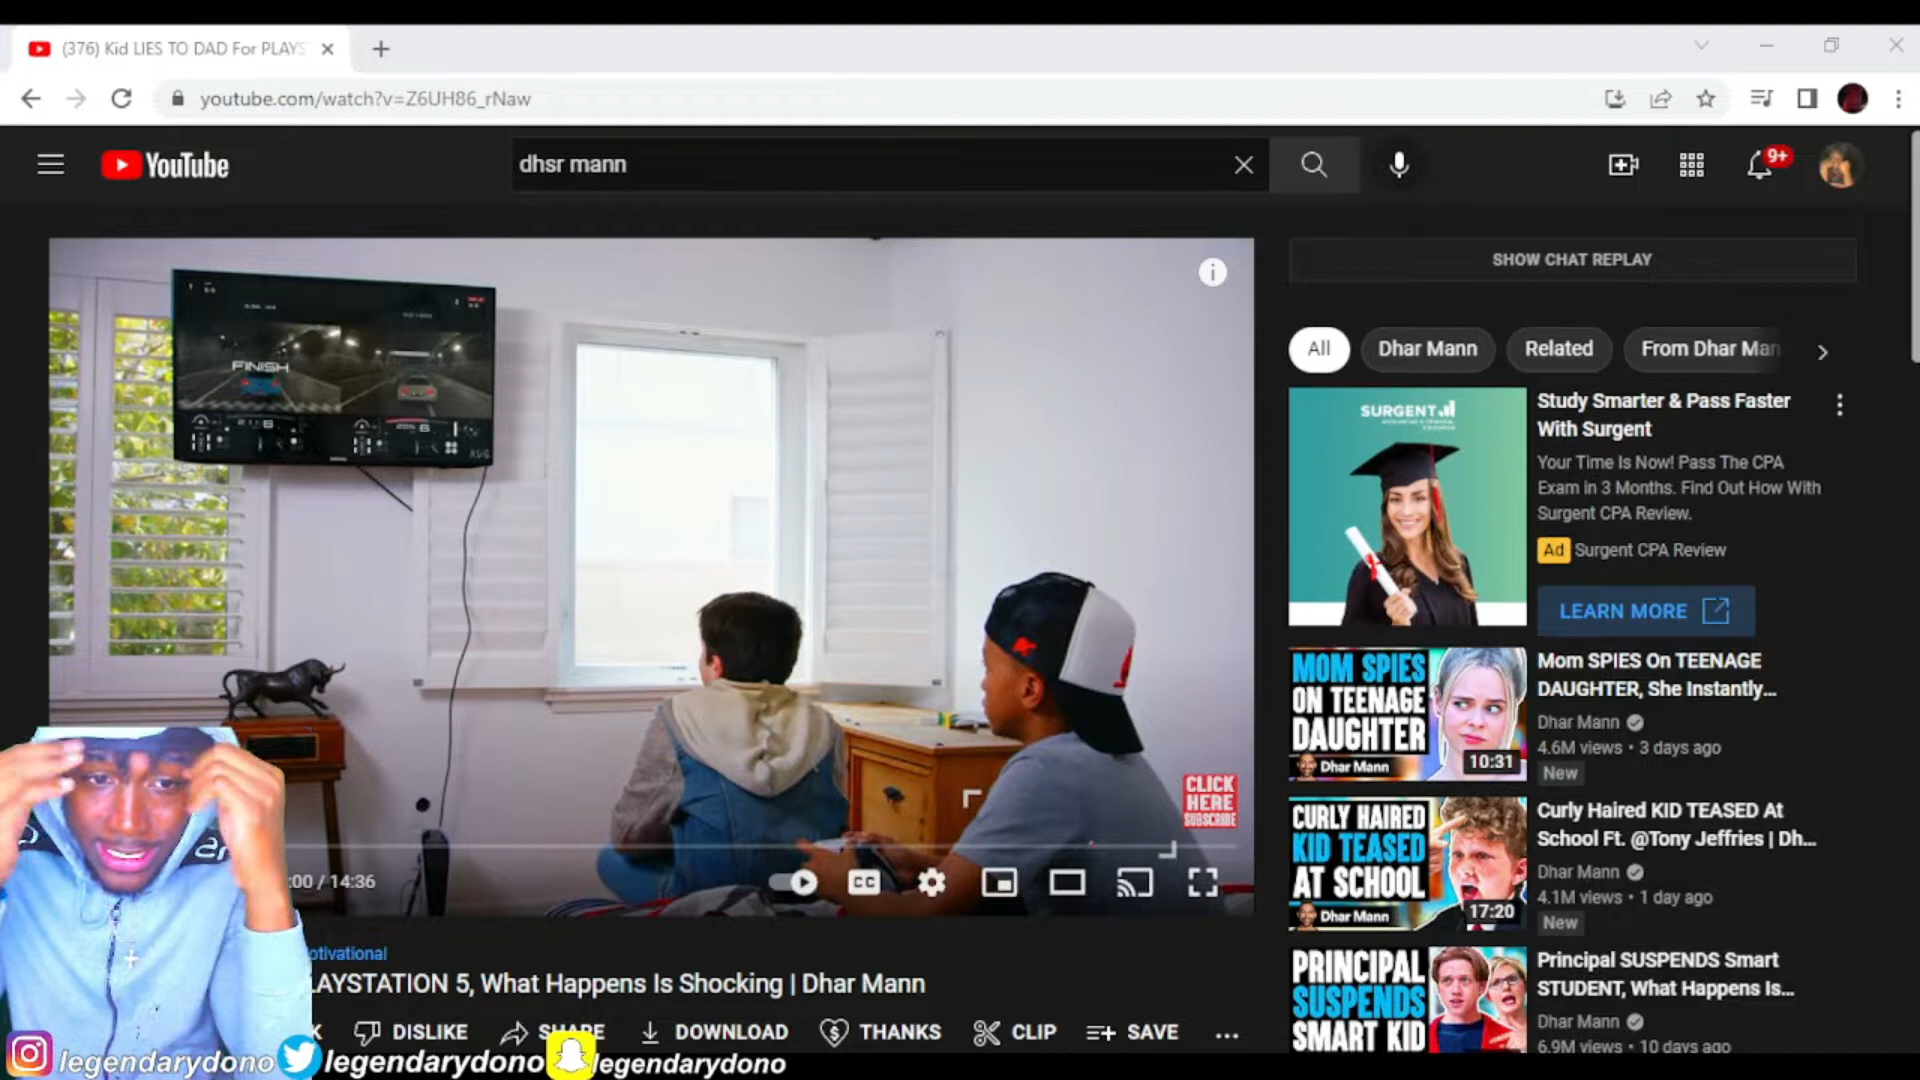 (376) Kid LIES TO DAD For PLAYS
youtube.com/watch?v=Z6UH86_rNaw
YouTube
dhsr mann
9+
FINISH
CLICK
HERE
SUBSCRIBE
:00 / 14:36
CC
otivational
LAYSTATION 5, What Happens Is Shocking | Dhar Mann
K
DISLIKE
SHARE
DOWNLOAD
THANKS
CLIP
SAVE
legendarydono
legendarydono
legendarydono
SHOW CHAT REPLAY
All
Dhar Mann
Related
From Dhar Man
SURGENT
Study Smarter & Pass Faster
With Surgent
Your Time Is Now! Pass The CPA
Exam in 3 Months. Find Out How With
Surgent CPA Review.
Ad Surgent CPA Review
LEARN MORE
MOM SPIES
ON TEENAGE
DAUGHTER
Dhar Mann
10:31
Mom SPIES On TEENAGE
DAUGHTER, She Instantly...
Dhar Mann
4.6M views • 3 days ago
New
CURLY HAIRED
KID TEASED
AT SCHOOL
Dhar Mann
17:20
Curly Haired KID TEASED At
School Ft. @Tony Jeffries | Dh...
Dhar Mann
4.1M views • 1 day ago
New
PRINCIPAL
SUSPENDS
SMART KID
Principal SUSPENDS Smart
STUDENT, What Happens Is...
Dhar Mann
6.9M views • 10 days ago